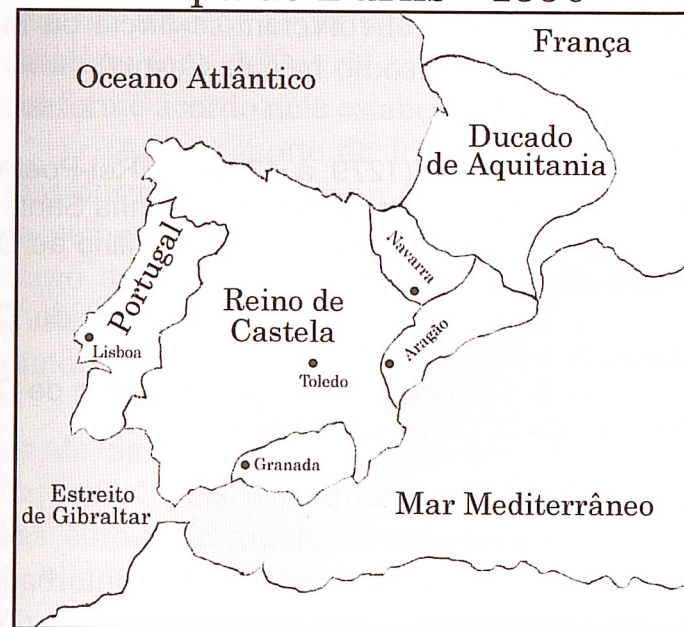 França
Oceano Atlântico
Ducado
de Aquitania
Navarra
Portugal
Reino de
Castela
Aragão
Lisboa
Toledo
Granada
Estreito
de Gibraltar
Mar Mediterrâneo